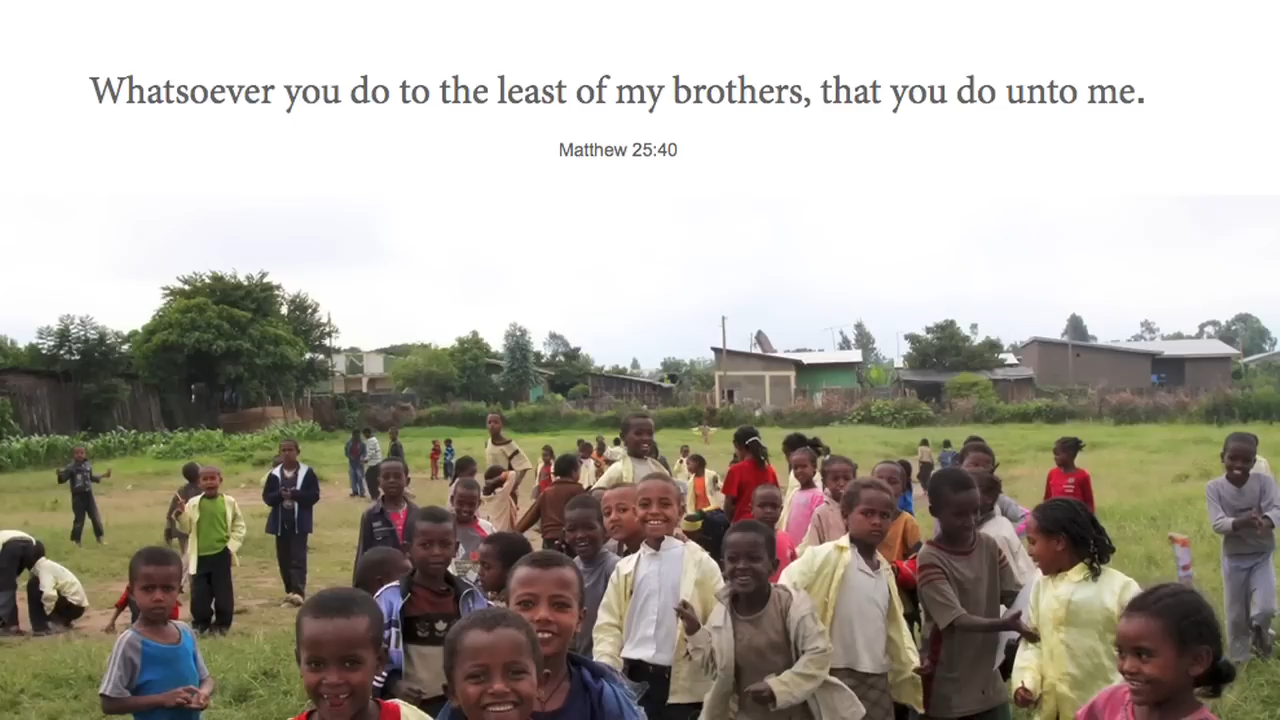 Whatsoever you do to the least of my brothers, that you do unto me.
Matthew 25:40